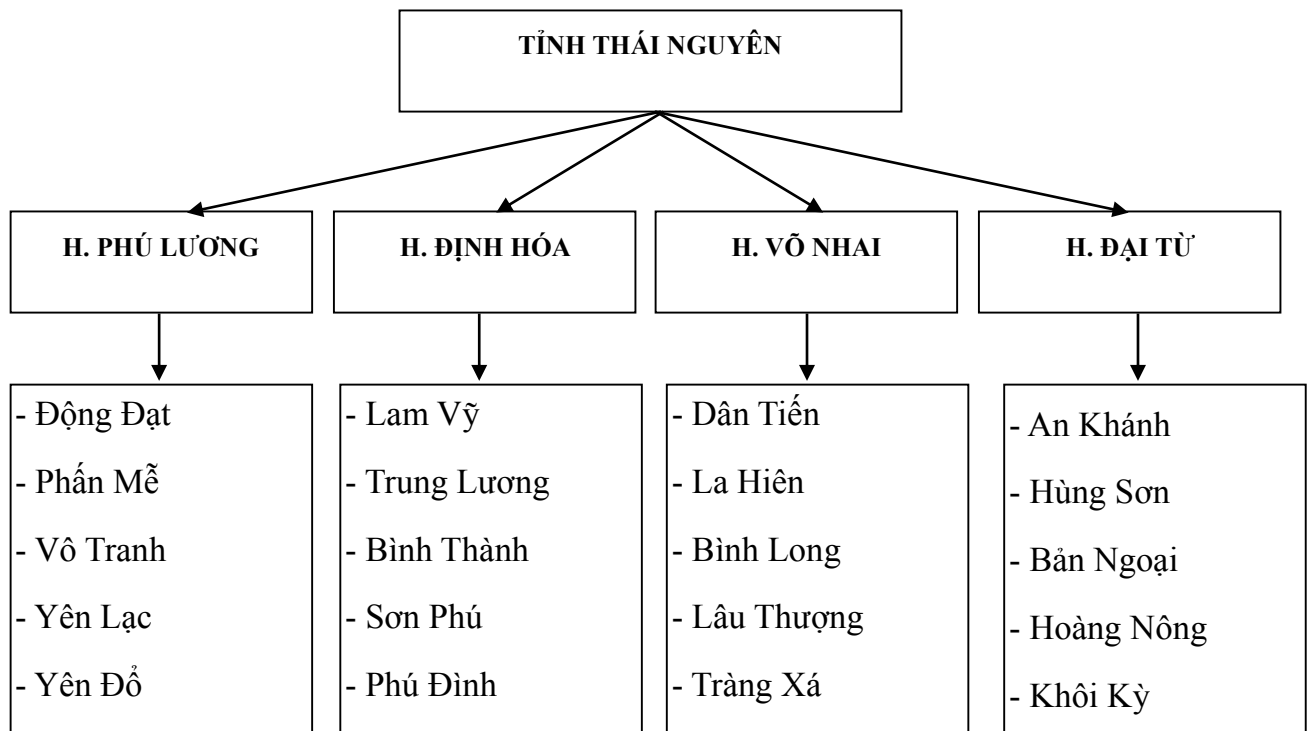 TỈNH THÁI NGUYÊN
H. PHÚ LƯƠNG
H. ĐỊNH HÓA
H. VÕ NHAI
H. ĐẠI TỪ
- Động Đạt
- Phấn Mễ
- Vô Tranh
- Yên Lạc
- Yên Đổ
- Lam Vỹ
- Trung Lương
- Bình Thành
- Sơn Phú
- Phú Đình
- Dân Tiến
- La Hiên
- Bình Long
- Lâu Thượng
- Tràng Xá
- An Khánh
- Hùng Sơn
- Bản Ngoại
- Hoàng Nông
- Khôi Kỳ